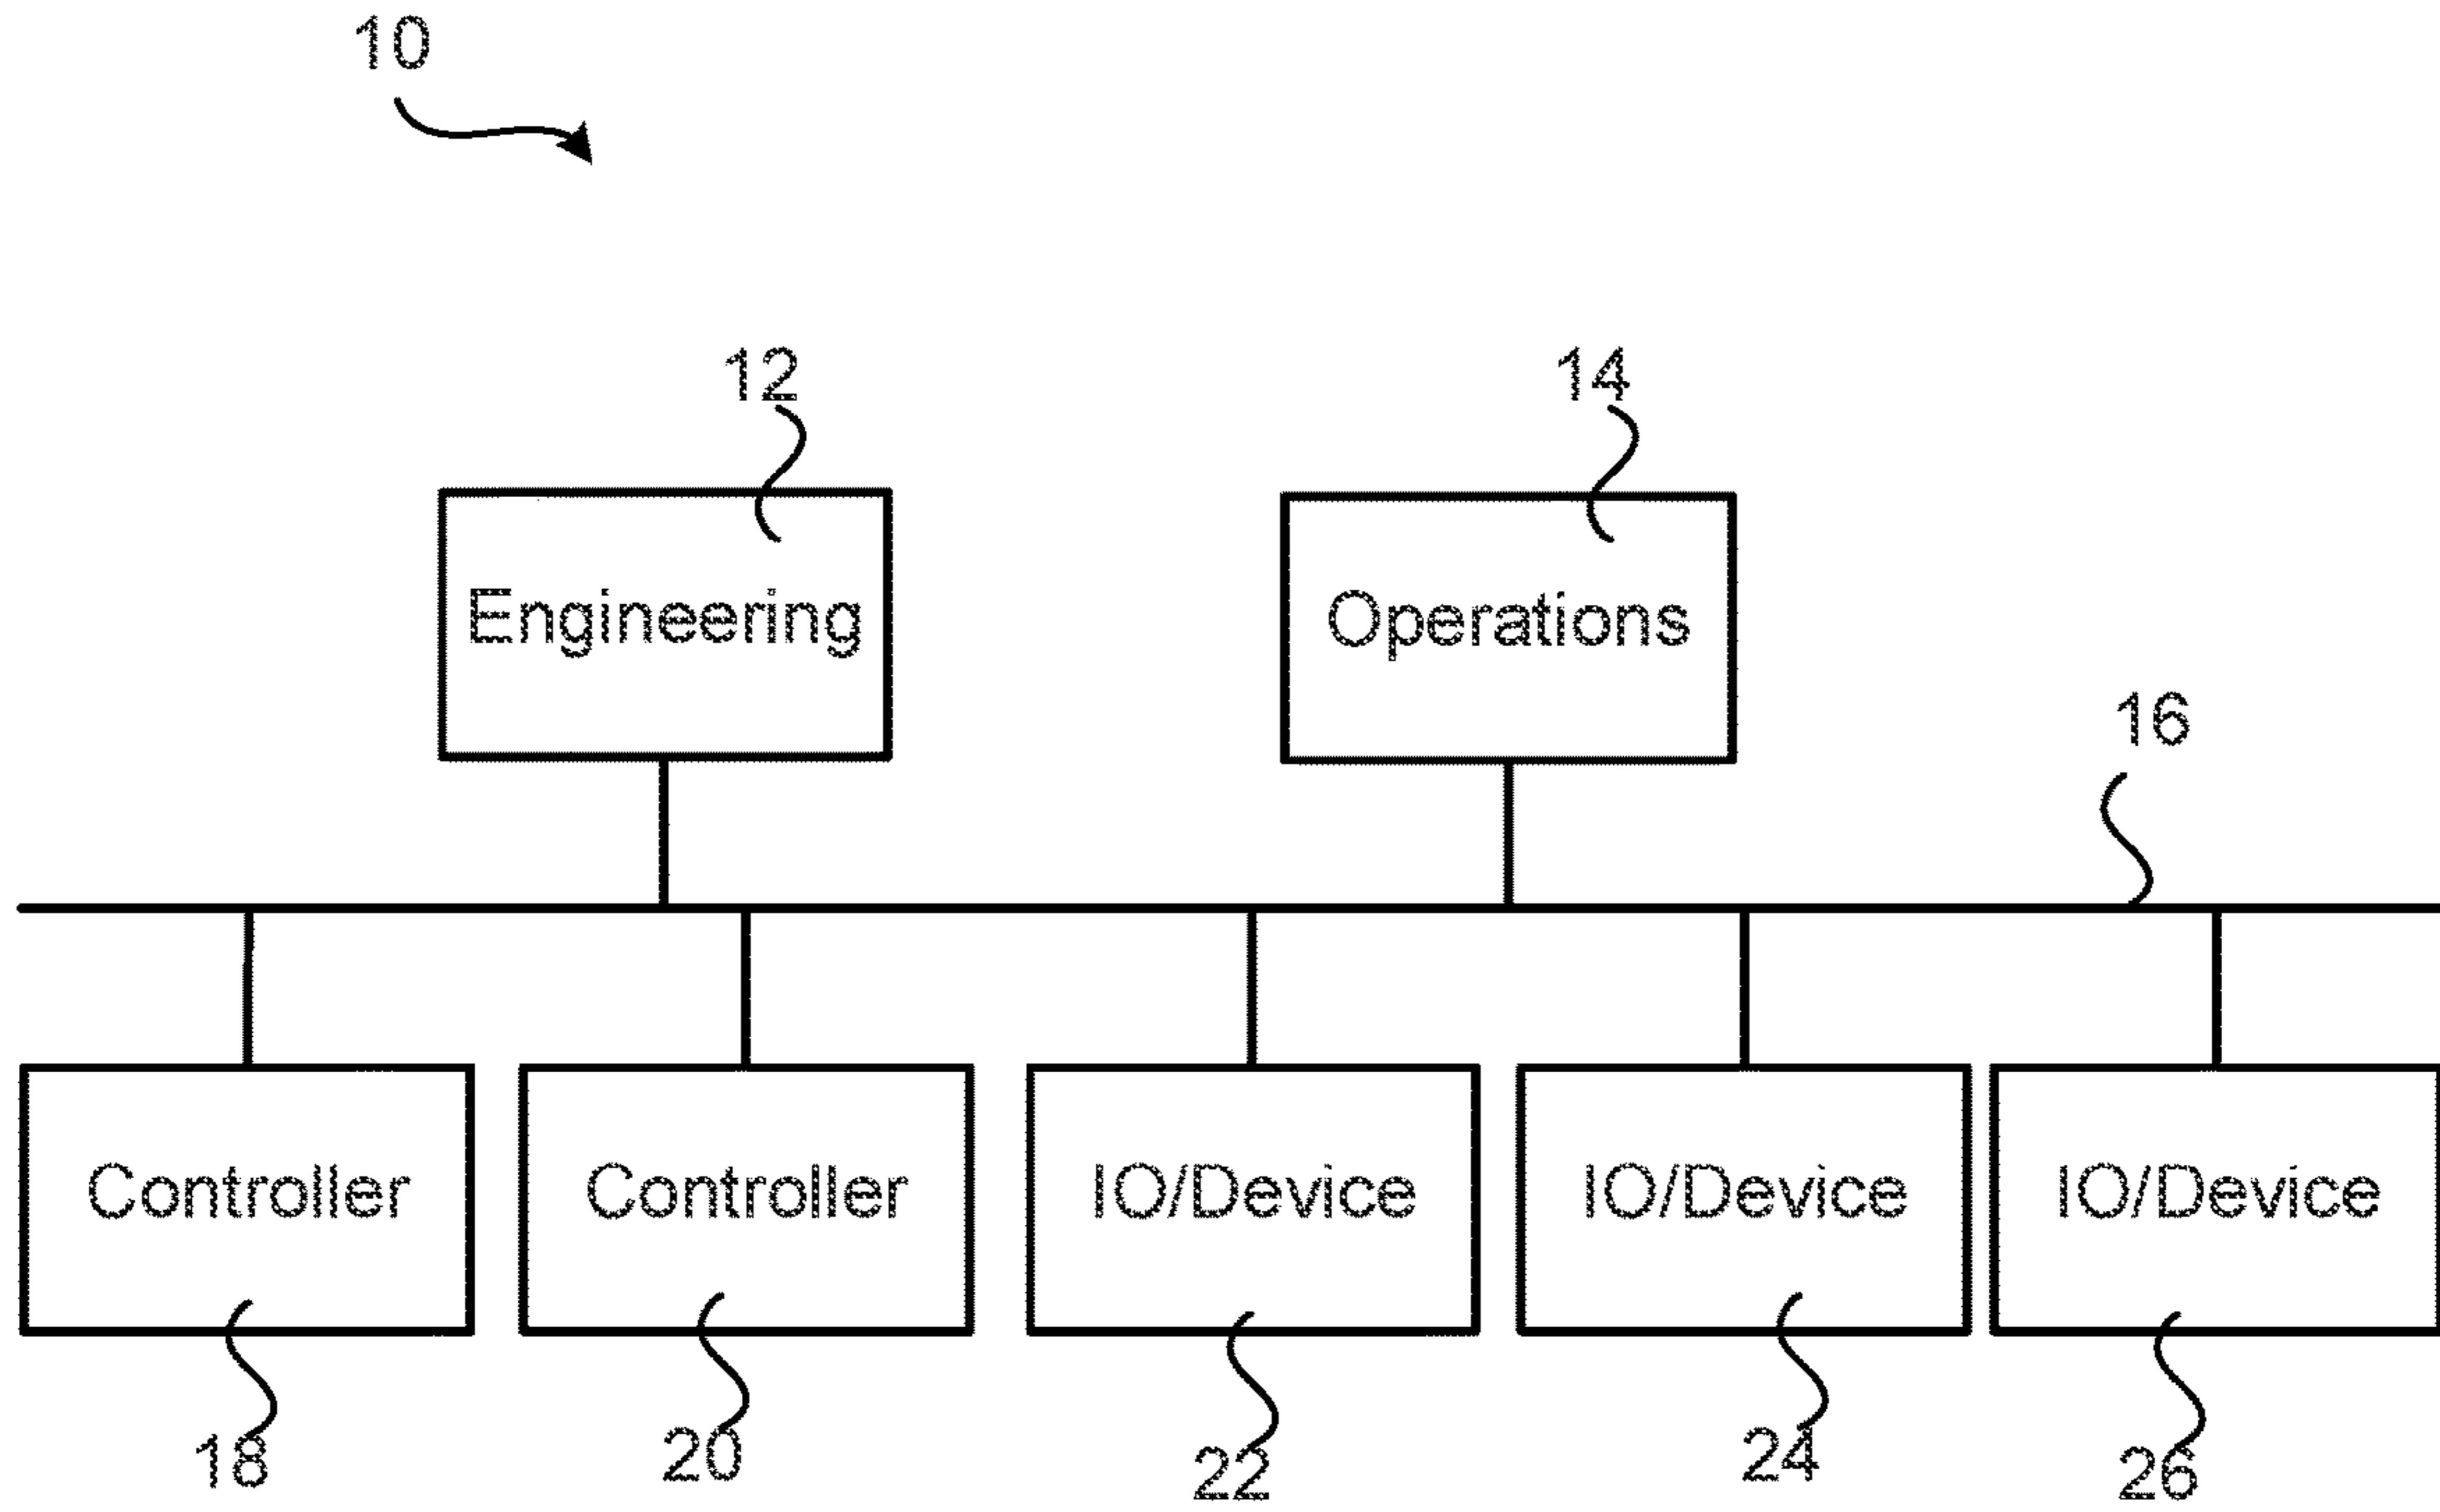 10
12
14
Engineering
Operations
16
Controller
Controller
IO/Device
IO/Device
IO/Device
18
20
22
24
26